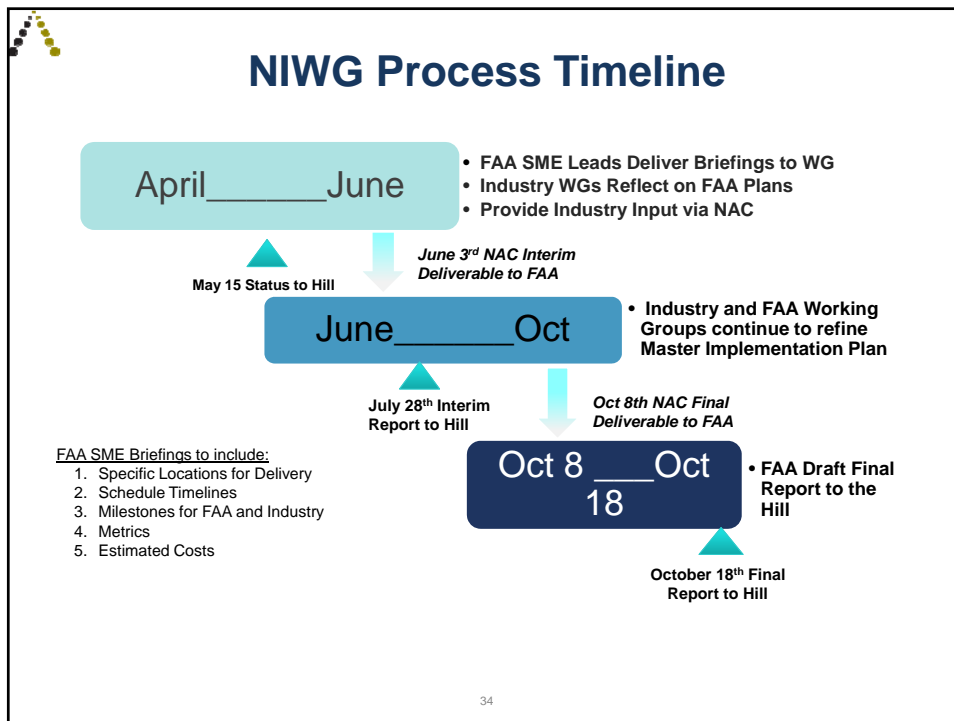 NIWG Process Timeline
April______June
• FAA SME Leads Deliver Briefings to WG
• Industry WGs Reflect on FAA Plans
• Provide Industry Input via NAC
May 15 Status to Hill
June 3rd NAC Interim
Deliverable to FAA
June______Oct
• Industry and FAA Working
Groups continue to refine
Master Implementation Plan
July 28th Interim
Report to Hill
Oct 8th NAC Final
Deliverable to FAA
FAA SME Briefings to include:
1. Specific Locations for Delivery
2. Schedule Timelines
3. Milestones for FAA and Industry
4. Metrics
5. Estimated Costs
Oct 8 ___Oct
18
• FAA Draft Final
Report to the
Hill
October 18th Final
Report to Hill
34